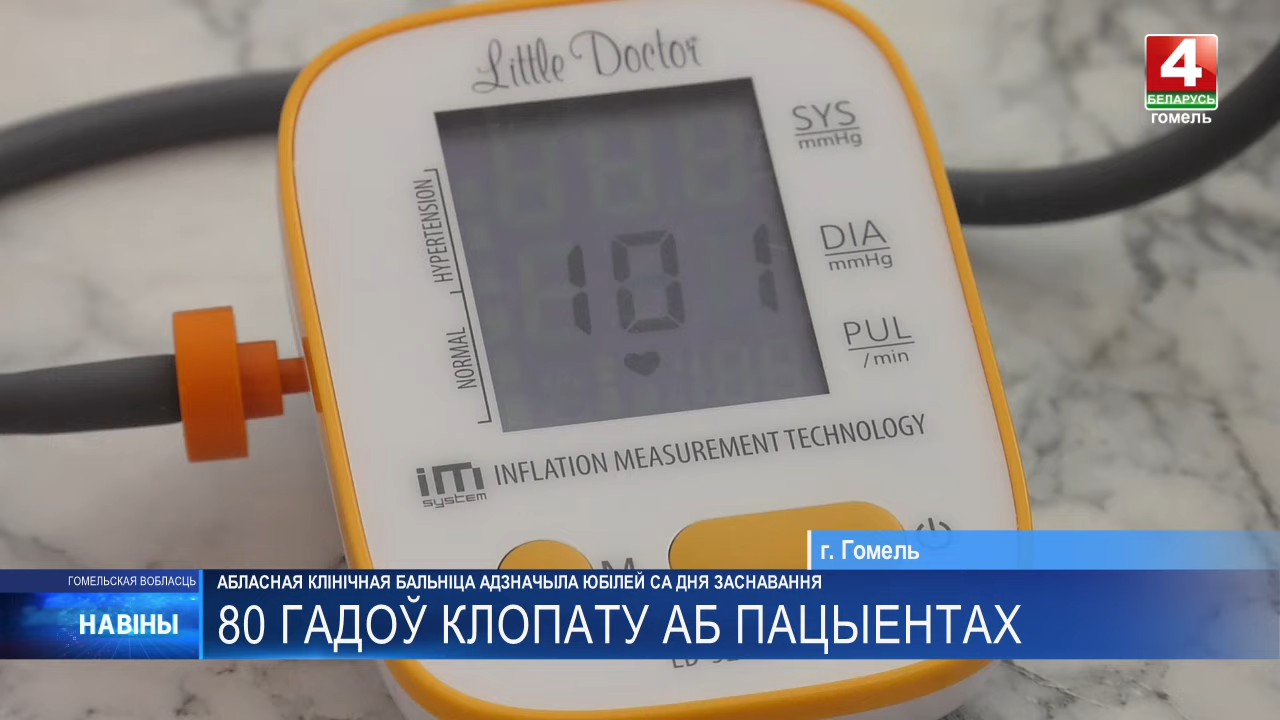 Little Doctor
4
БЕЛАРУСЬ
гомель
SYS
mmHg
HYPERTENSION
101
DIA
mmHg
NORMAL
PUL
/min
im system
INFLATION MEASUREMENT TECHNOLOGY
M
г. Гомель
ГОМЕЛЬСКАЯ ВОБЛАСЦЬ
АБЛАСНАЯ КЛІНІЧНАЯ БАЛЬНІЦА АДЗНАЧЫЛА ЮБІЛЕЙ СА ДНЯ ЗАСНАВАННЯ
НАВІНЫ
80 ГАДОЎ КЛОПАТУ АБ ПАЦЫЕНТАХ